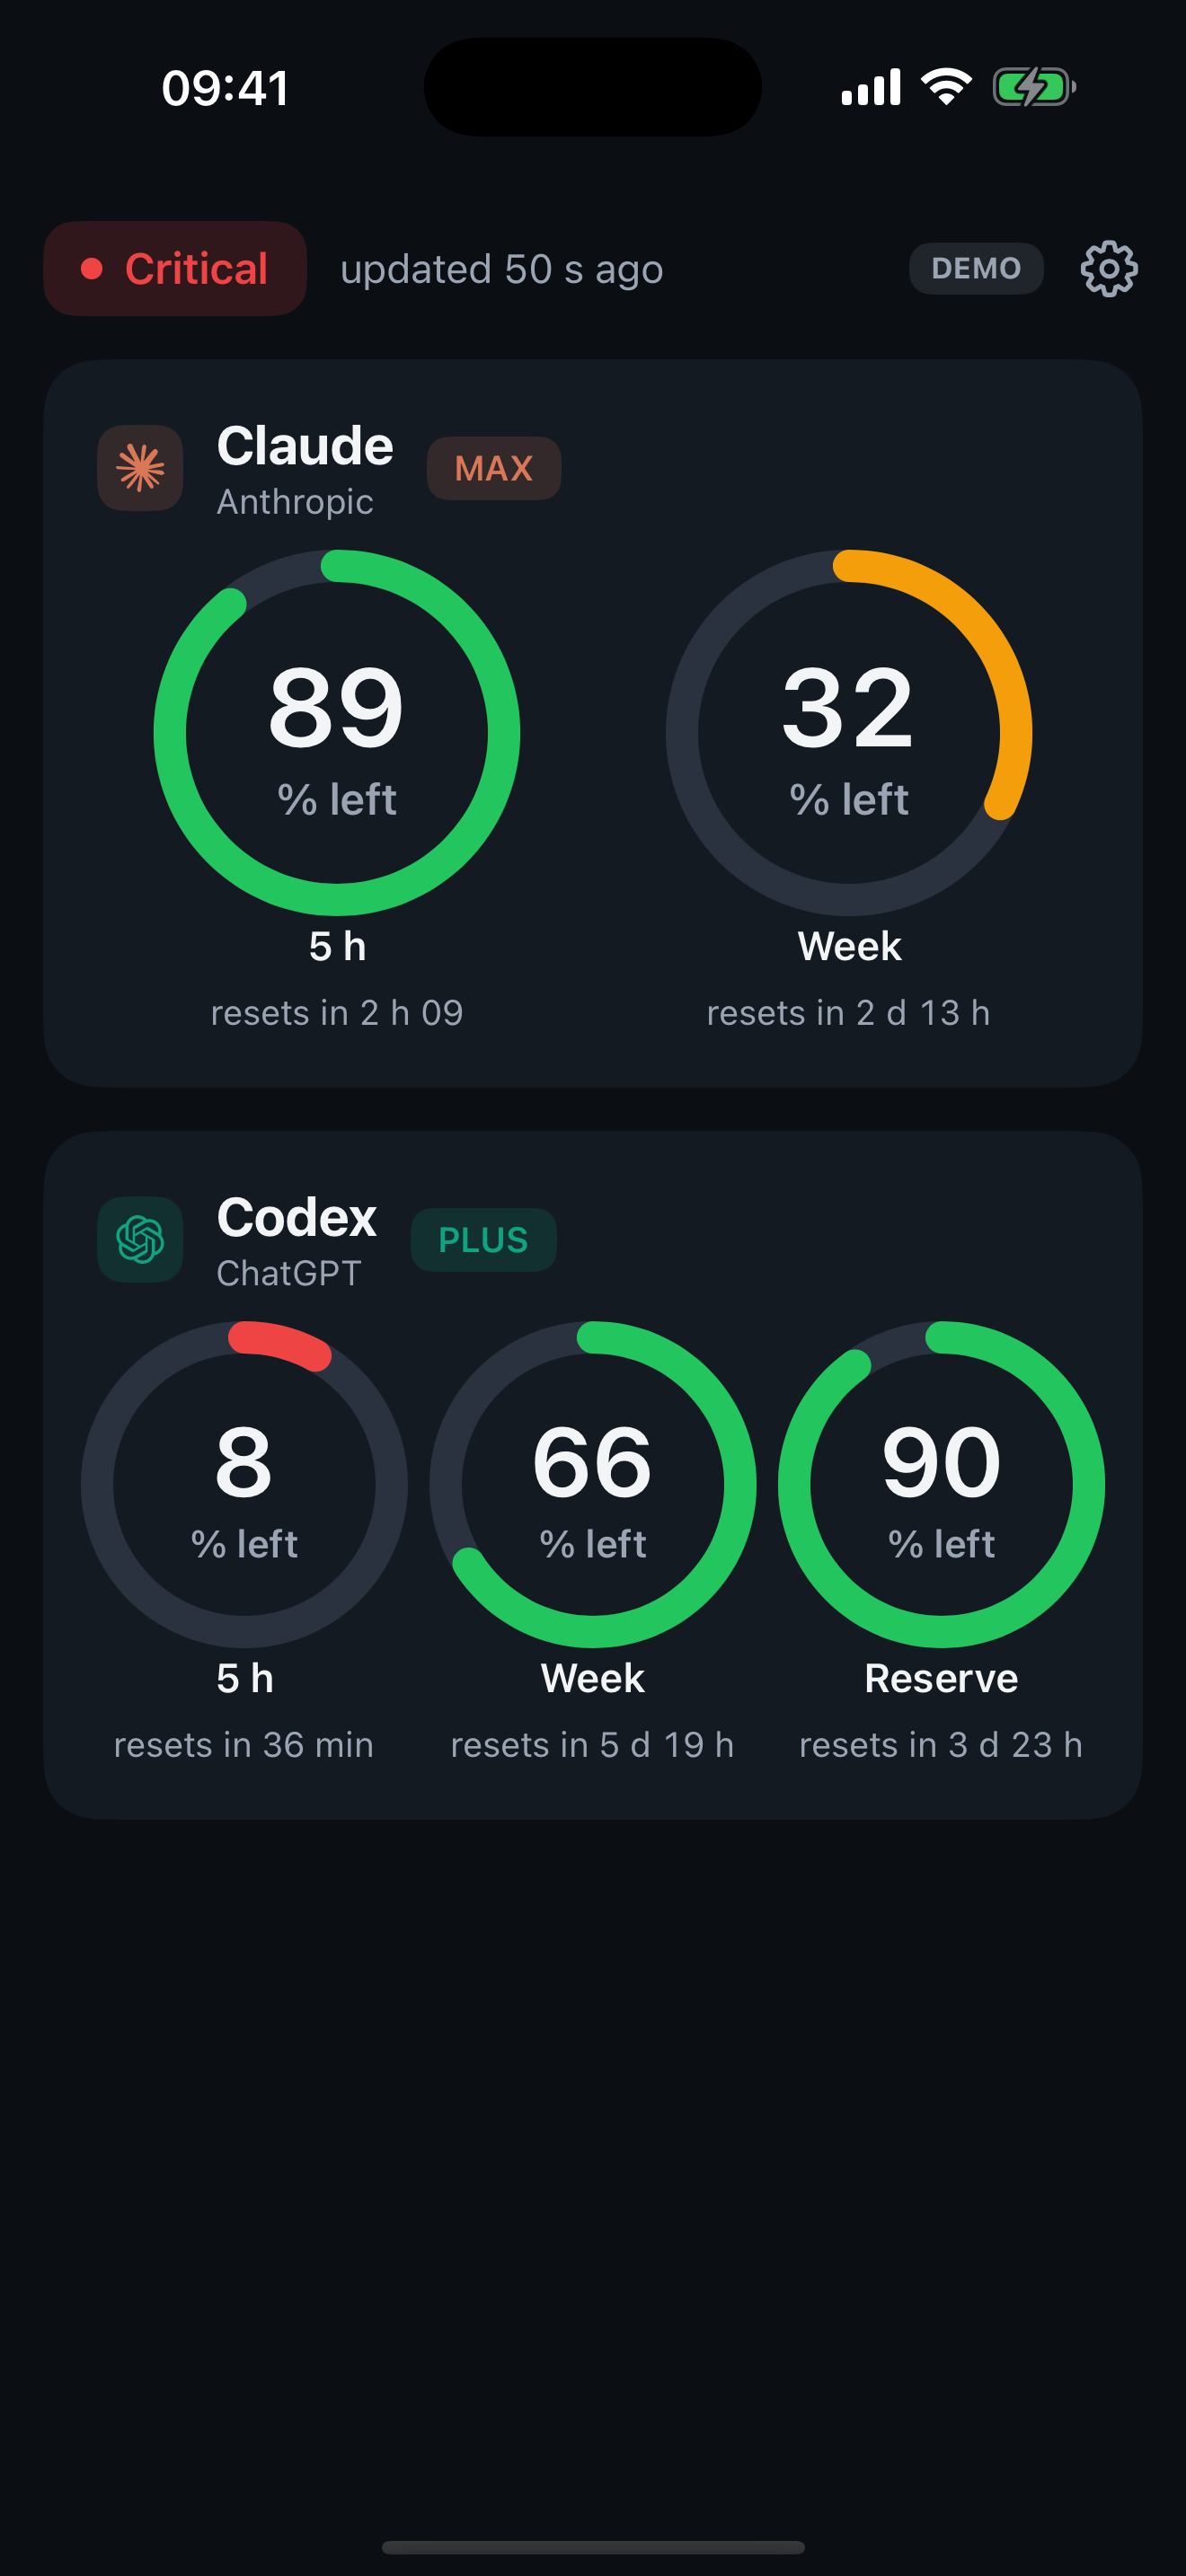 09:41
Critical
updated 50 s ago
DEMO
Claude
MAX
Anthropic
89
% left
5 h
resets in 2 h 09
32
% left
Week
resets in 2 d 13 h
Codex
PLUS
ChatGPT
8
% left
5 h
resets in 36 min
66
% left
Week
resets in 5 d 19 h
90
% left
Reserve
resets in 3 d 23 h